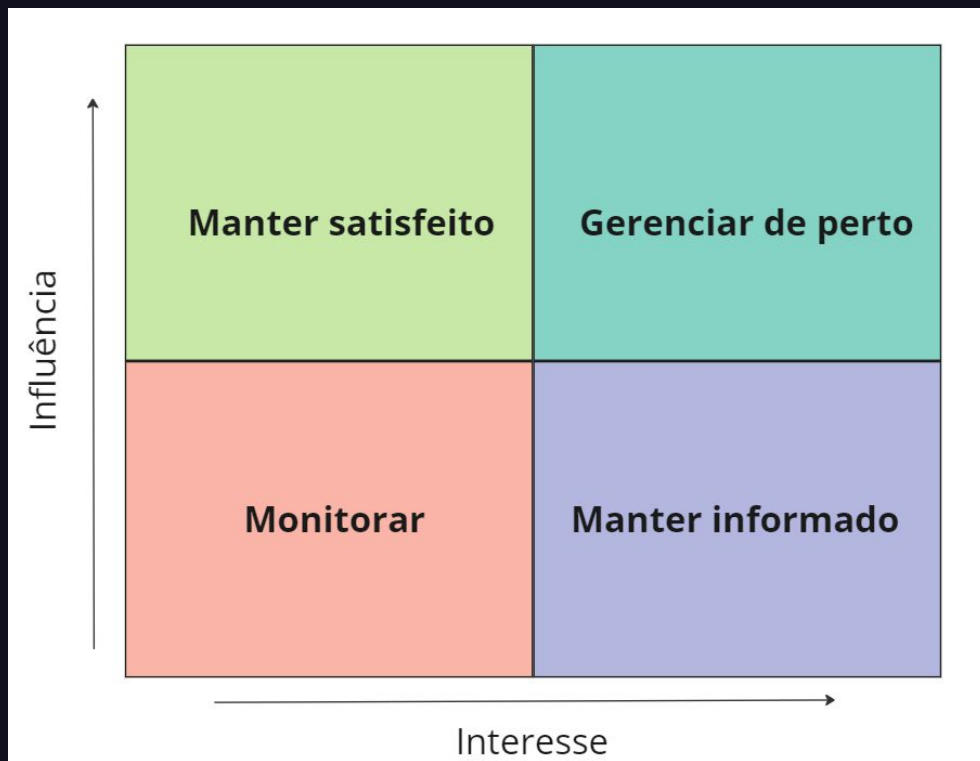 Influência
Manter satisfeito
Gerenciar de perto
Monitorar
Manter informado
Interesse